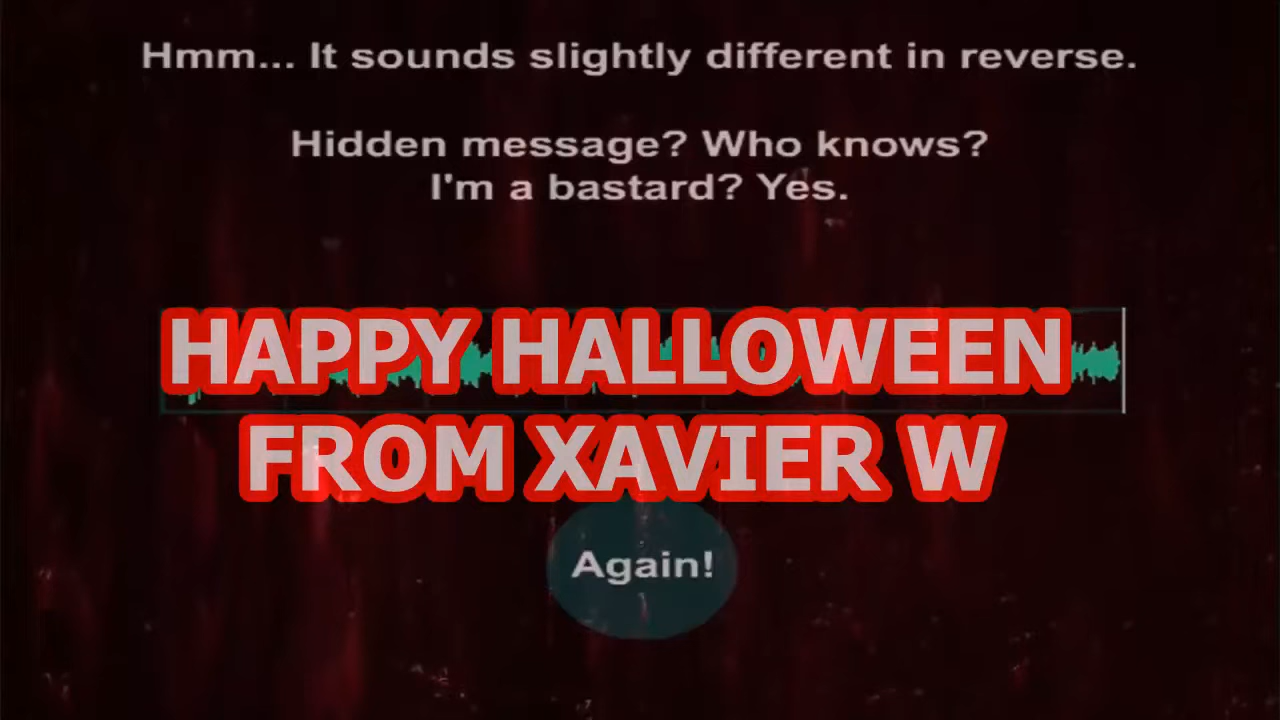 Hmm... It sounds slightly different in reverse.
Hidden message? Who knows?
I'm a bastard? Yes.
HAPPY HALLOWEEN
FROM XAVIER W
Again!